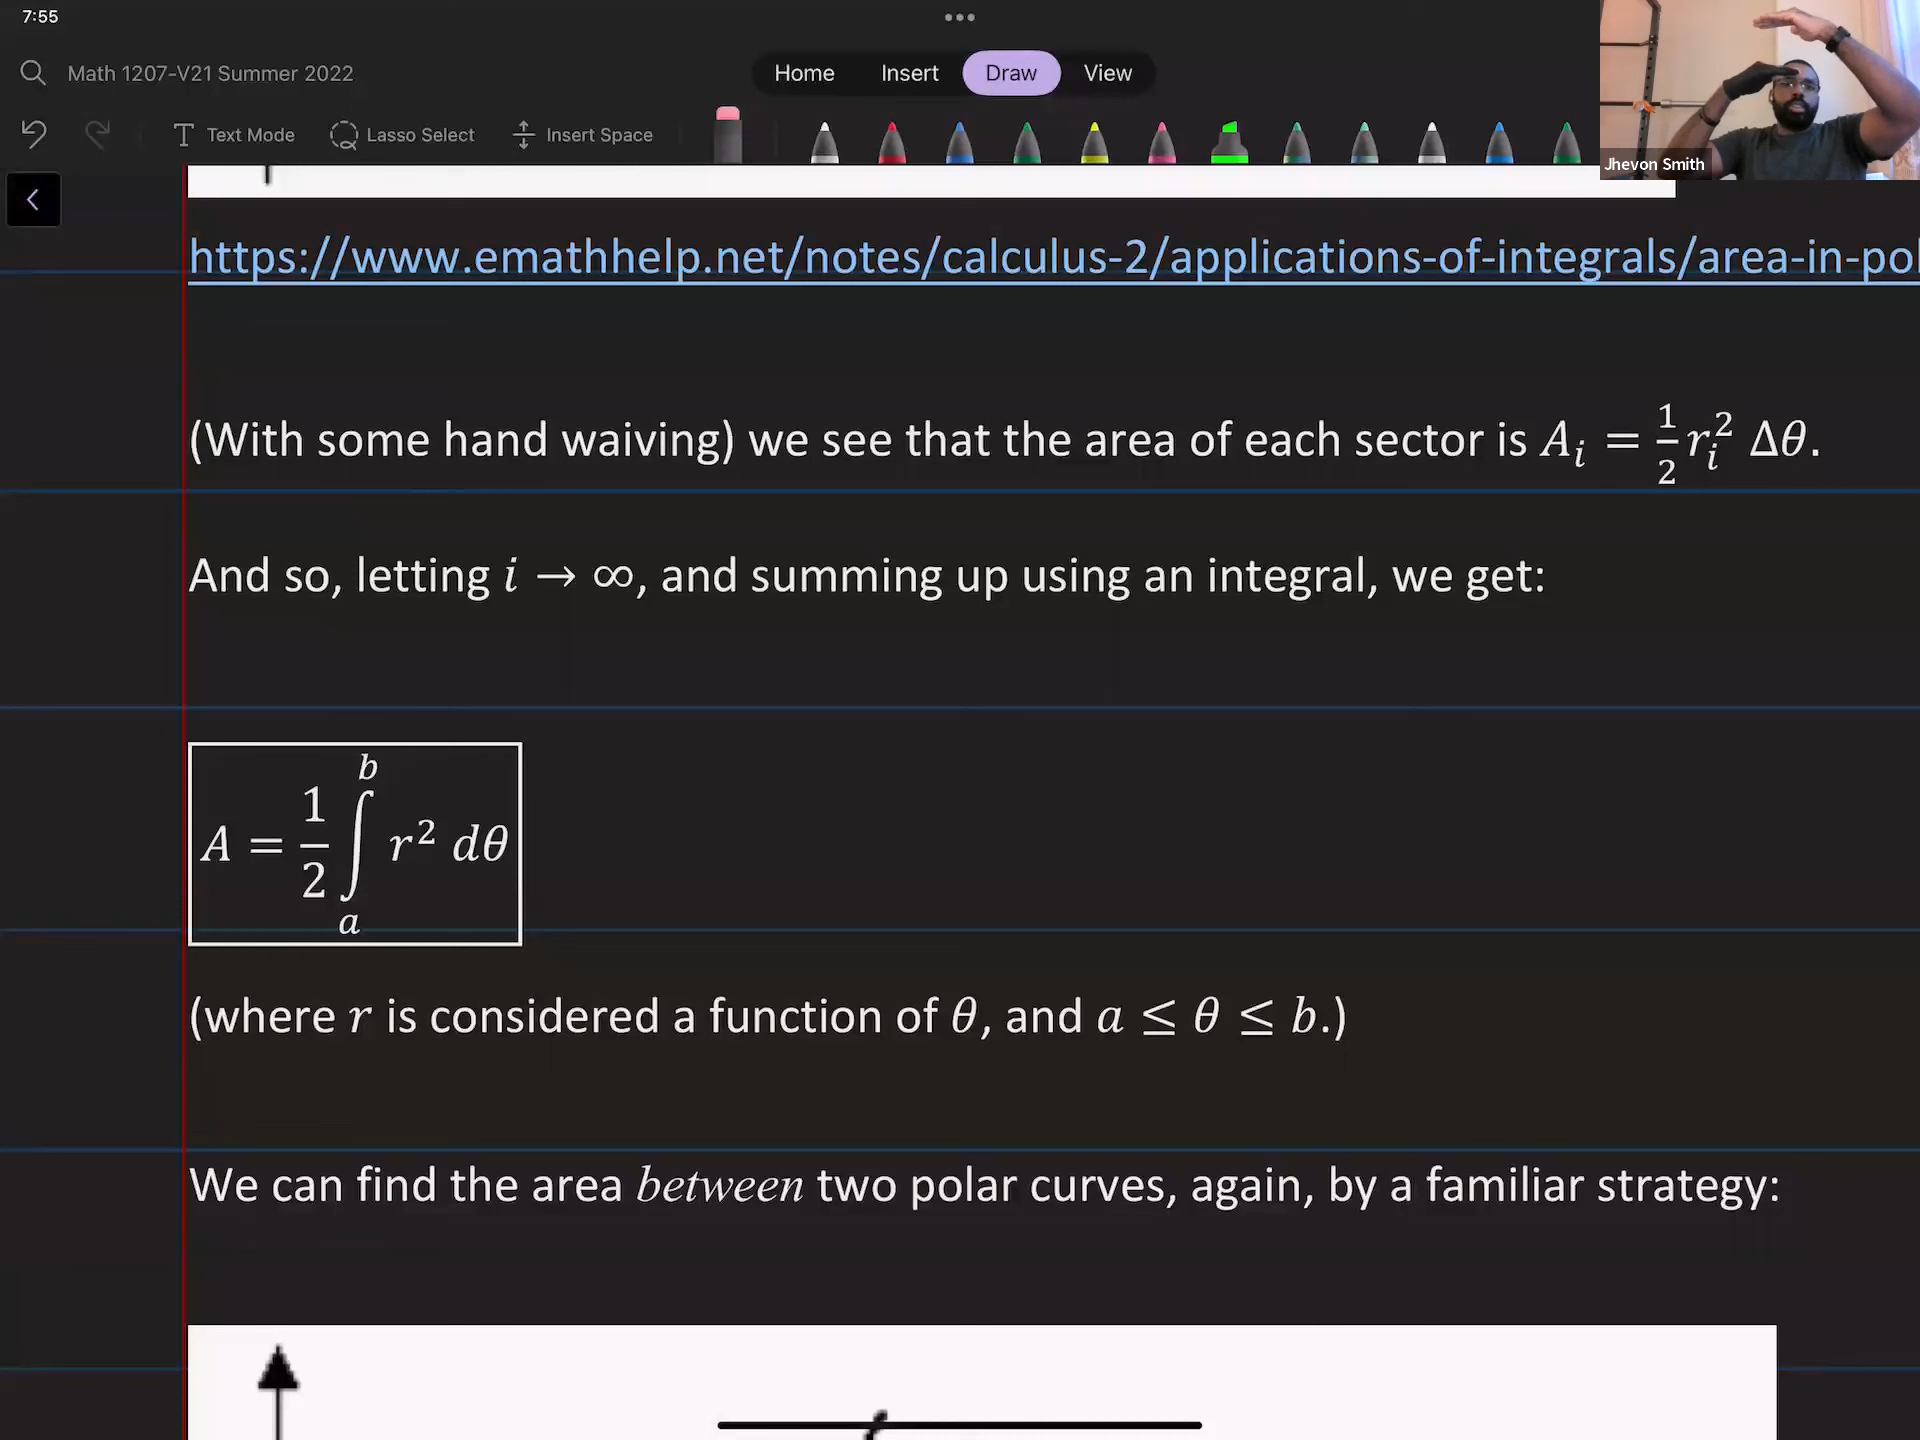 7:55
Math 1207-V21 Summer 2022
Home Insert Draw View
Text Mode Lasso Select Insert Space
Jhevon Smith
https://www.emathhelp.net/notes/calculus-2/applications-of-integrals/area-in-pol
(With some hand waiving) we see that the area of each sector is A_i = 1/2 r_i^2 Δθ.
And so, letting i → ∞, and summing up using an integral, we get:
A = 1/2 ∫_a^b r^2 dθ
(where r is considered a function of θ, and a ≤ θ ≤ b.)
We can find the area between two polar curves, again, by a familiar strategy: